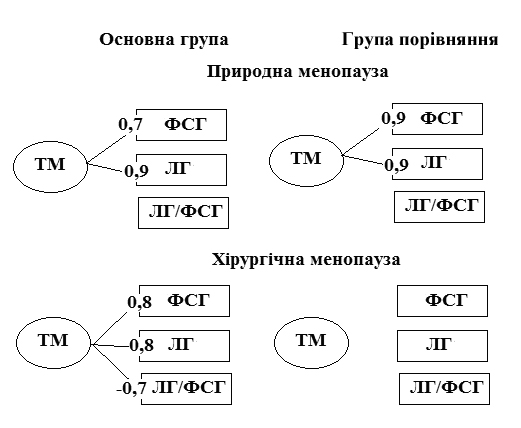 Основна група Група порівняння
Природна менопауза
0,7 ФСГ 0,9 ФСГ
ТМ 0,9 ЛГ ТМ 0,9 ЛГ
ЛГ/ФСГ ЛГ/ФСГ
Хірургічна менопауза
0,8 ФСГ ФСГ
ТМ 0,8 ЛГ ТМ ЛГ
-0,7 ЛГ/ФСГ ЛГ/ФСГ